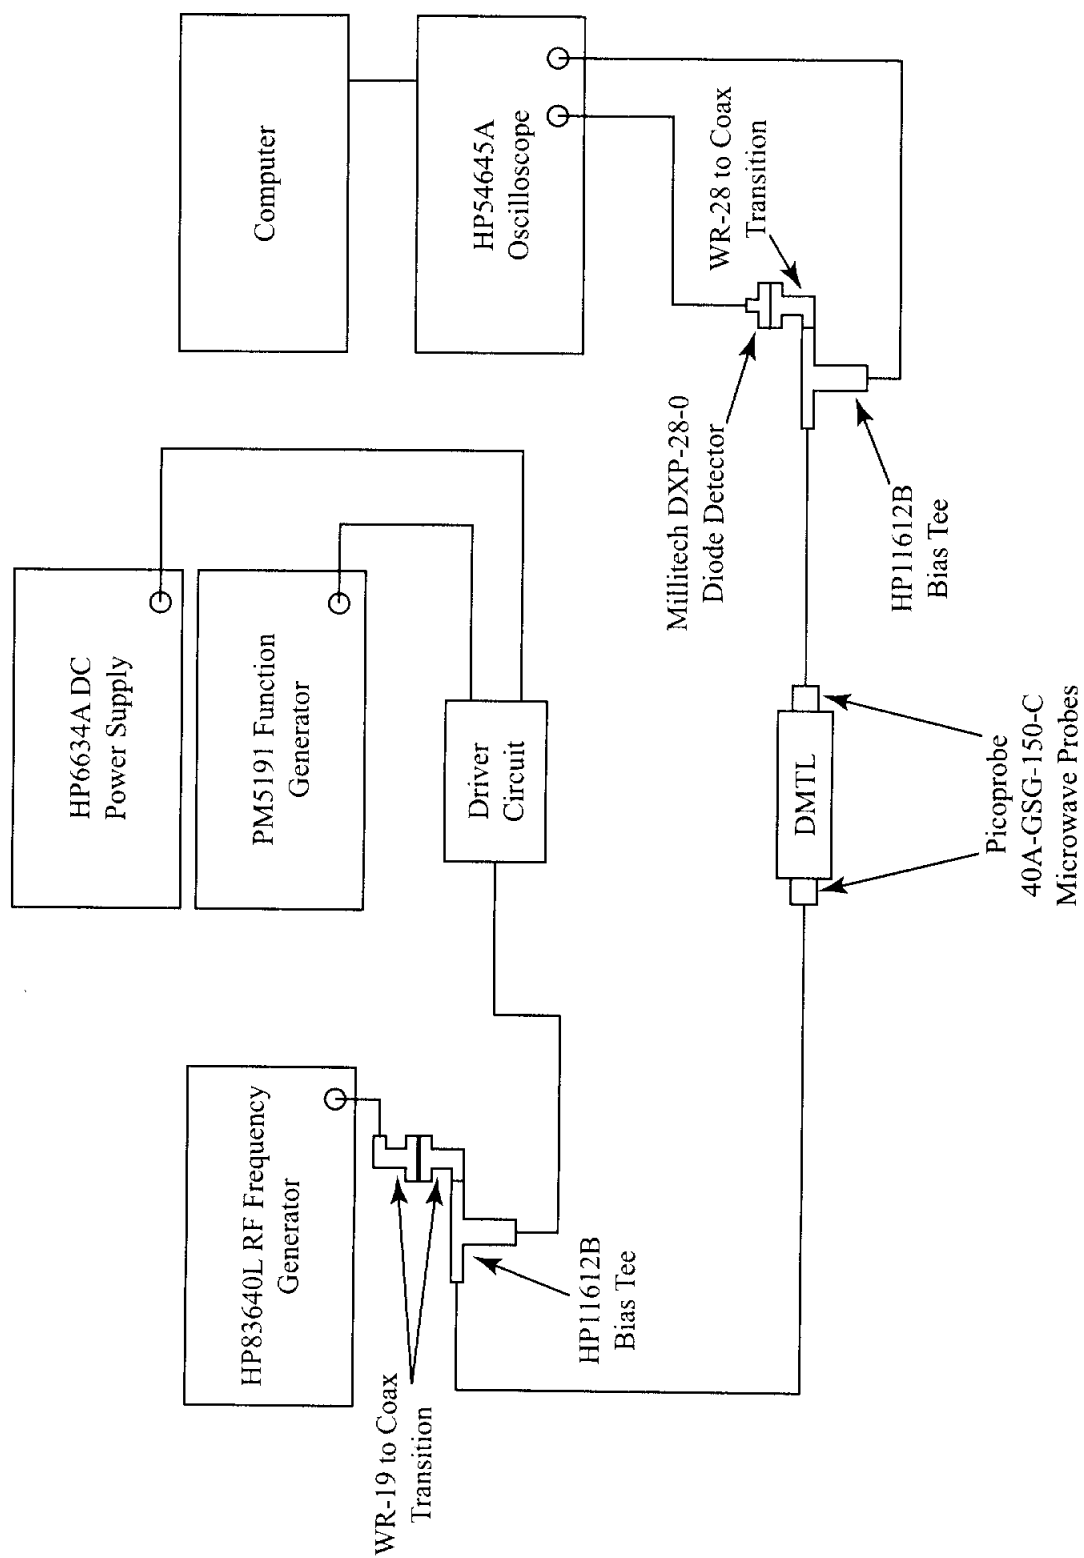 HP6634A DC
Power Supply
PM5191 Function
Generator
Computer
HP54645A
Oscilloscope
HP83640L RF Frequency
Generator
Driver
Circuit
WR-19 to Coax
Transition
HP11612B
Bias Tee
Millitech DXP-28-0
Diode Detector
WR-28 to Coax
Transition
HP11612B
Bias Tee
DMTL
Picoprobe
40A-GSG-150-C
Microwave Probes